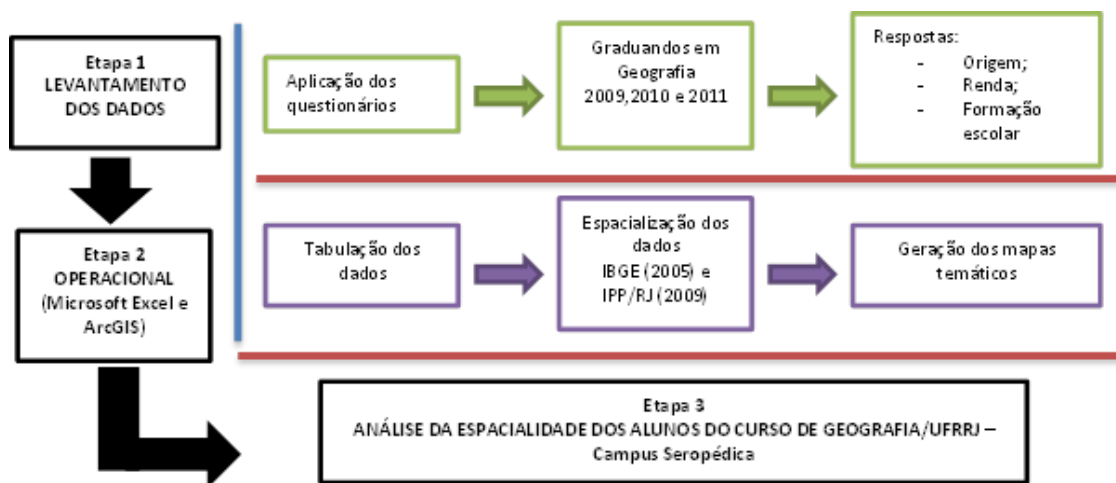 Etapa 1
LEVANTAMENTO
DOS DADOS
Aplicação dos
questionários
Graduandos em
Geografia
2009,2010 e 2011
Respostas:
- Origem;
- Renda;
- Formação
escolar
Etapa 2
OPERACIONAL
(Microsoft Excel e
ArcGIS)
Tabulação dos
dados
Espacialização dos
dados
IBGE (2005) e
IPP/RJ (2009)
Geração dos mapas
temáticos
Etapa 3
ANÁLISE DA ESPACIALIDADE DOS ALUNOS DO CURSO DE GEOGRAFIA/UFRRJ –
Campus Seropédica